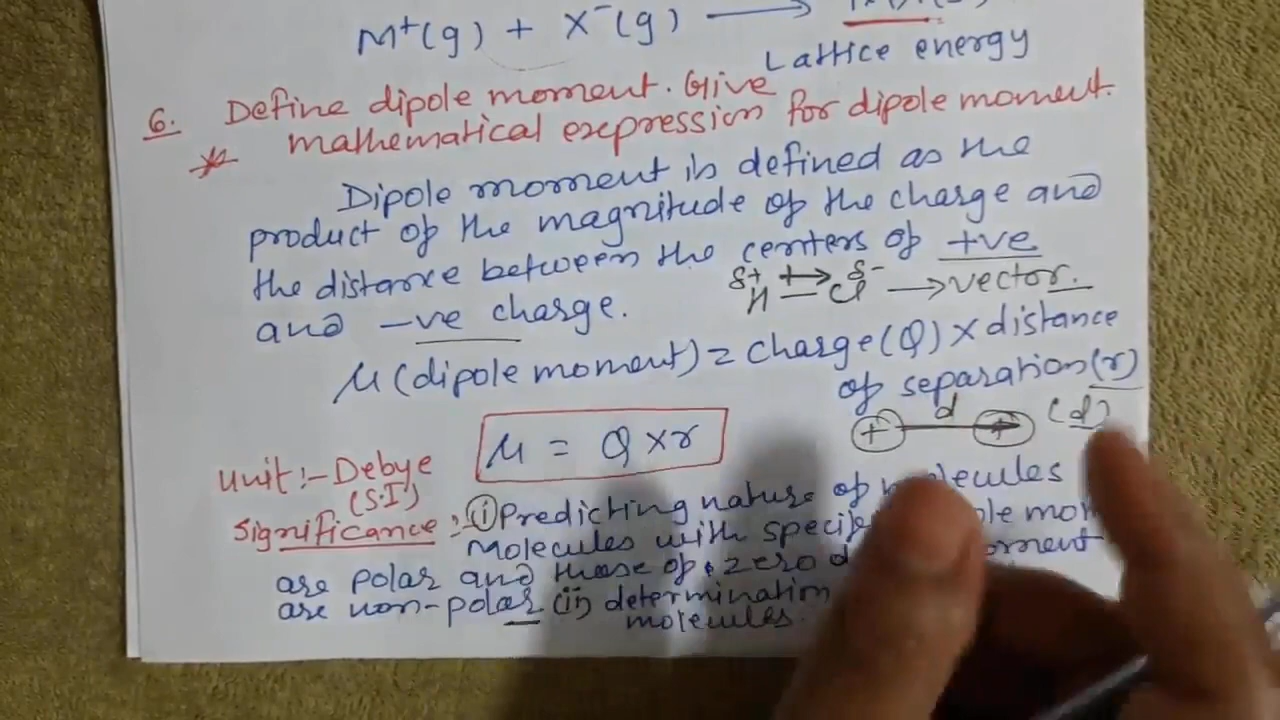 M⁺(g) + X⁻(g) ⟶
Lattice energy
6. Define dipole moment. Give
mathematical expression for dipole moment.
Dipole moment is defined as the
product of the magnitude of the charge and
the distance between the centers of +ve
and -ve charge.
δ+ δ-
H — Cl → vector.
μ (dipole moment) = charge (Q) × distance
of separation (r)
d (d)
+ +
μ = Q × r
Unit :- Debye
(S.I)
Significance :- (i) Predicting nature of molecules
Molecules with
are polar and those of zero
are non-polar (ii) determination
molecules.